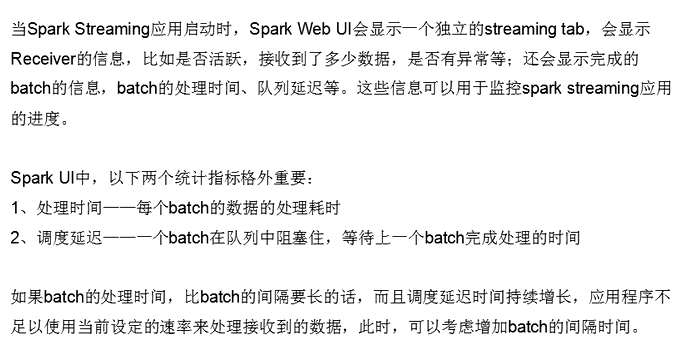 当Spark Streaming应用启动时，Spark Web UI会显示一个独立的streaming tab，会显示
Receiver的信息，比如是否活跃，接收到了多少数据，是否有异常等；还会显示完成的
batch的信息，batch的处理时间、队列延迟等。这些信息可以用于监控spark streaming应用
的进度。
Spark UI中，以下两个统计指标格外重要：
1、处理时间——每个batch的数据的处理耗时
2、调度延迟——一个batch在队列中阻塞住，等待上一个batch完成处理的时间
如果batch的处理时间，比batch的间隔要长的话，而且调度延迟时间持续增长，应用程序不
足以使用当前设定的速率来处理接收到的数据，此时，可以考虑增加batch的间隔时间。